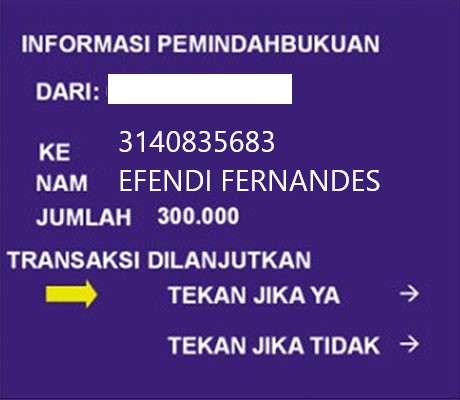 INFORMASI PEMINDAHBUKUAN
DARI:
KE 3140835683
NAM EFENDI FERNANDES
JUMLAH 300.000
TRANSAKSI DILANJUTKAN
TEKAN JIKA YA →
TEKAN JIKA TIDAK →